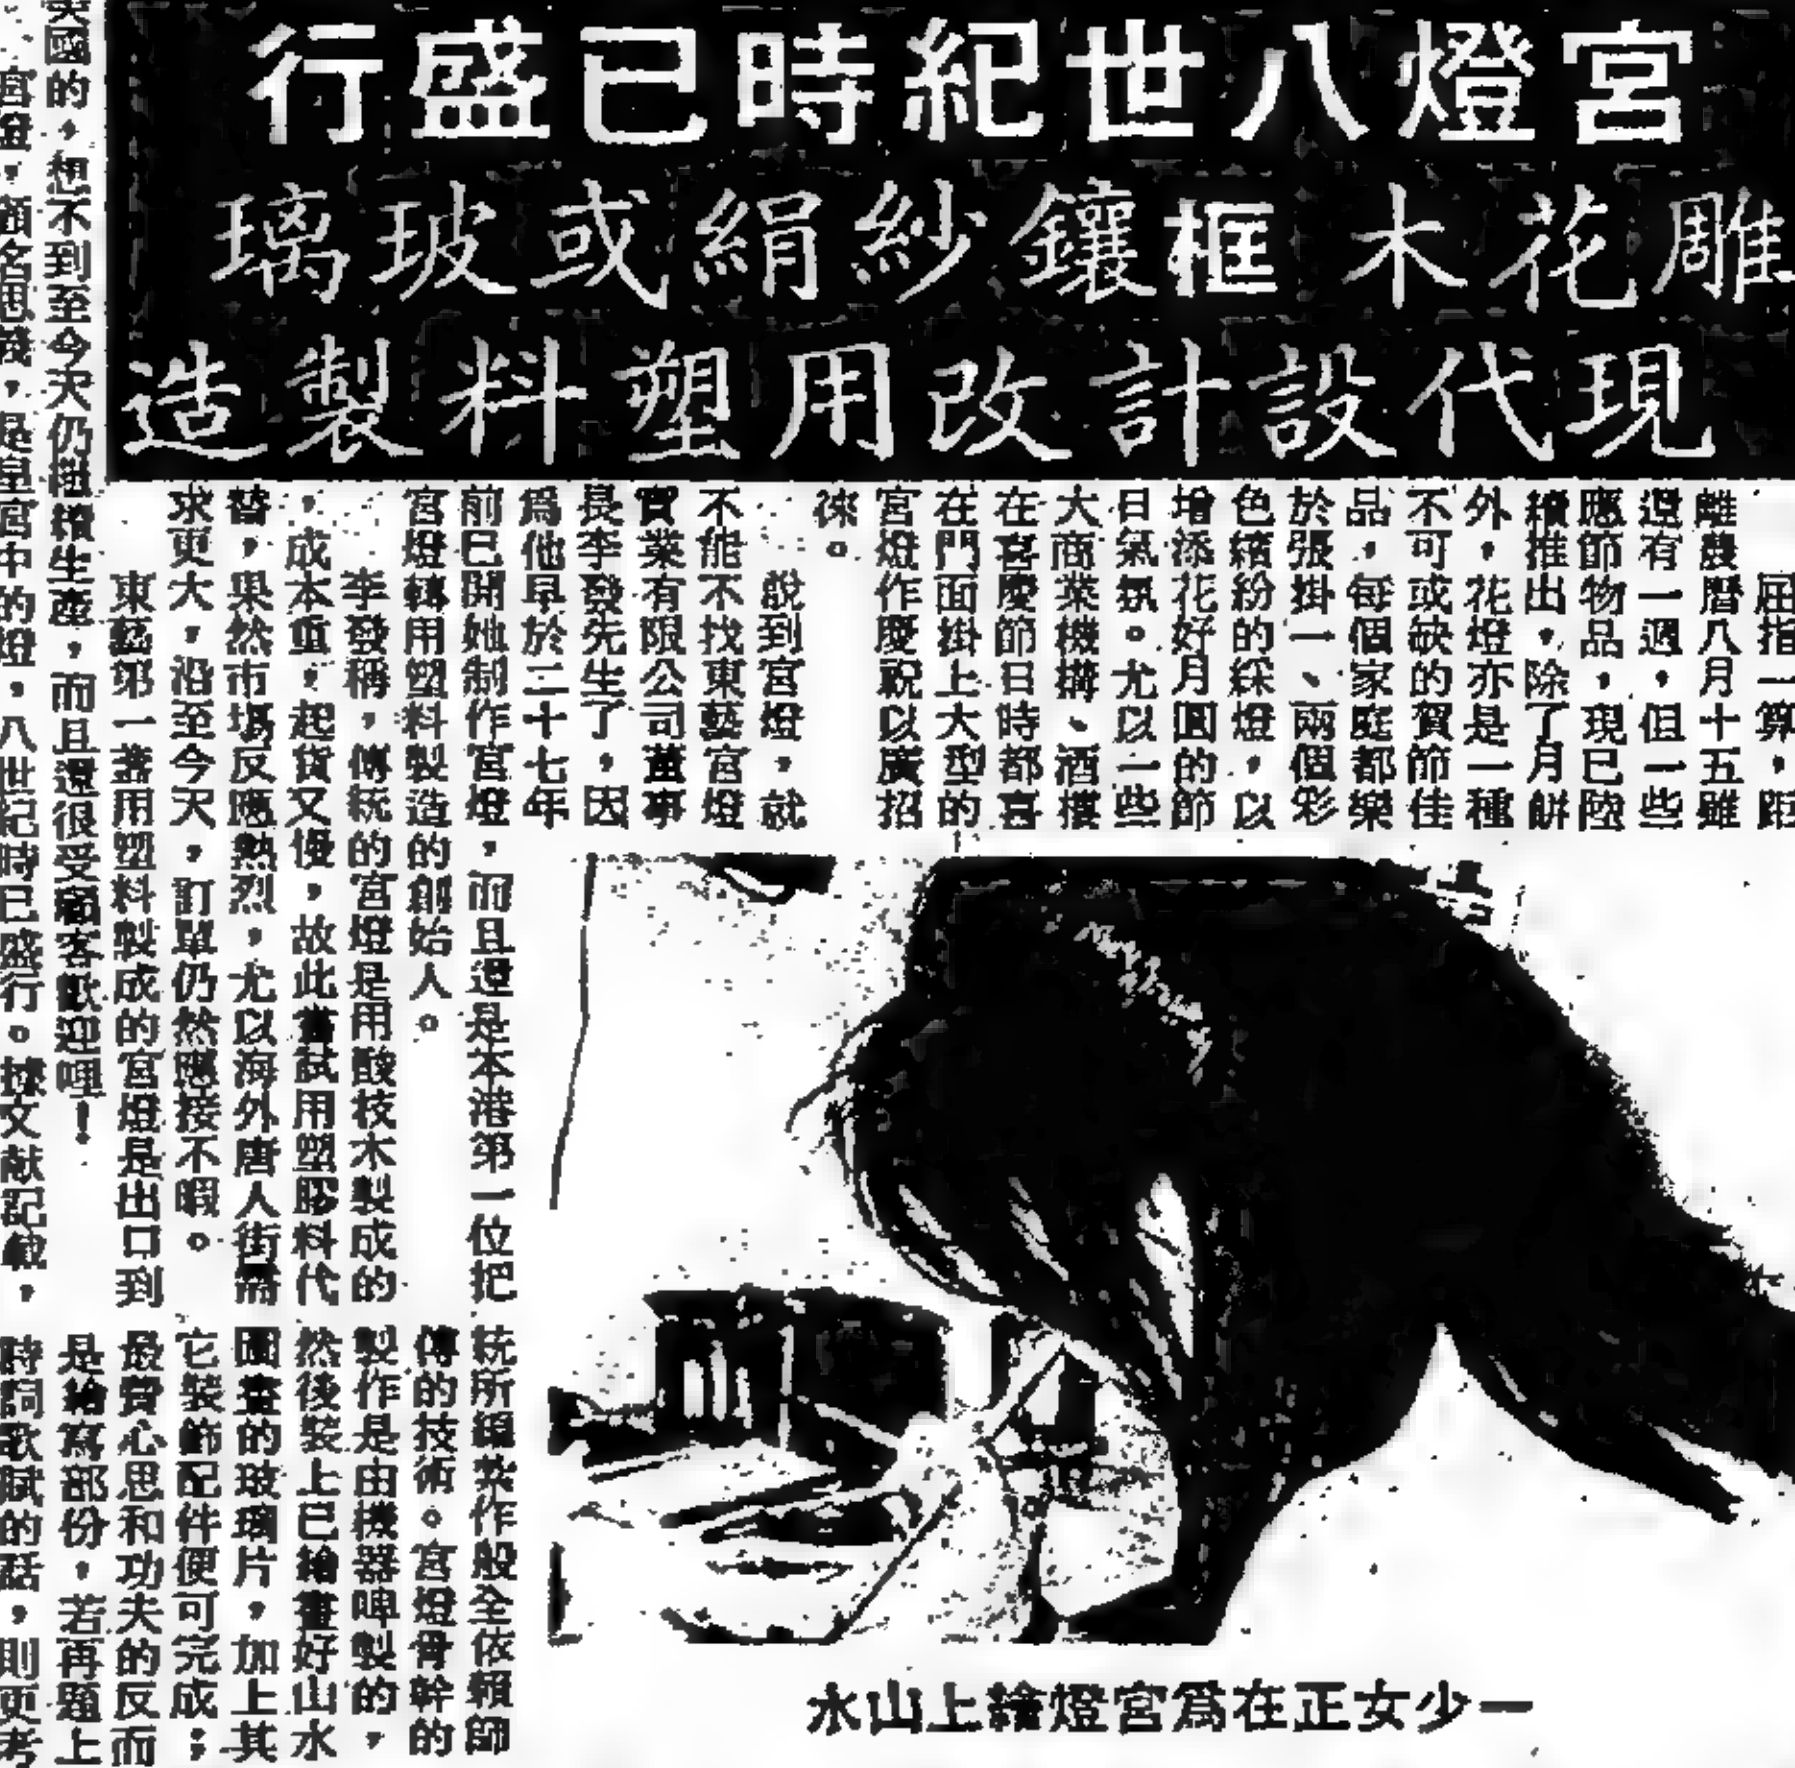 宮燈八世紀時已盛行
雕花木框鑲紗絹或玻璃
現代設計改用塑料製造
屈指一算，距
離農曆八月十五雖
還有一週，但一些
應節物品，現已陸
續推出，除了月餅
外，花燈亦是一種
不可或缺的賀節佳
品，每個家庭都樂
於張掛一、兩個彩
色繽紛的綵燈，以
增添花好月圓的節
日氣氛。尤以一些
大商業機構、酒樓
在喜慶節日時都喜
在門面掛上大型的
宮燈作慶祝以廣招
徠。
說到宮燈，就
不能不找東藝宮燈
實業有限公司董事
長李發先生了，因
爲他早於二十七年
前已開始制作宮燈，而且還是本港第一位把
宮燈轉用塑料製造的創始人。
李發稱，傳統的宮燈是用酸枝木製成的
，成本重，起貨又慢，故此嘗試用塑膠料代
替，果然市場反應熱烈，尤以海外唐人街需
求更大，沿至今天，訂單仍然應接不暇。
東藝第一盞用塑料製成的宮燈是出口到
英國的，想不到至今天仍繼續生產，而且還很受顧客歡迎哩！
宮燈，顧名思義，是皇宮中的燈，八世紀時已盛行。據文献記載，
統所編製作般全依賴師
傅的技術。宮燈骨幹的
製作是由機器啤製的，
然後裝上已繪畫好山水
圖畫的玻璃片，加上其
它裝飾配件便可完成；
最費心思和功夫的反而
是繪寫部份，若再題上
時詞歌賦的話，則更考
一少女正在爲宮燈繪上山水